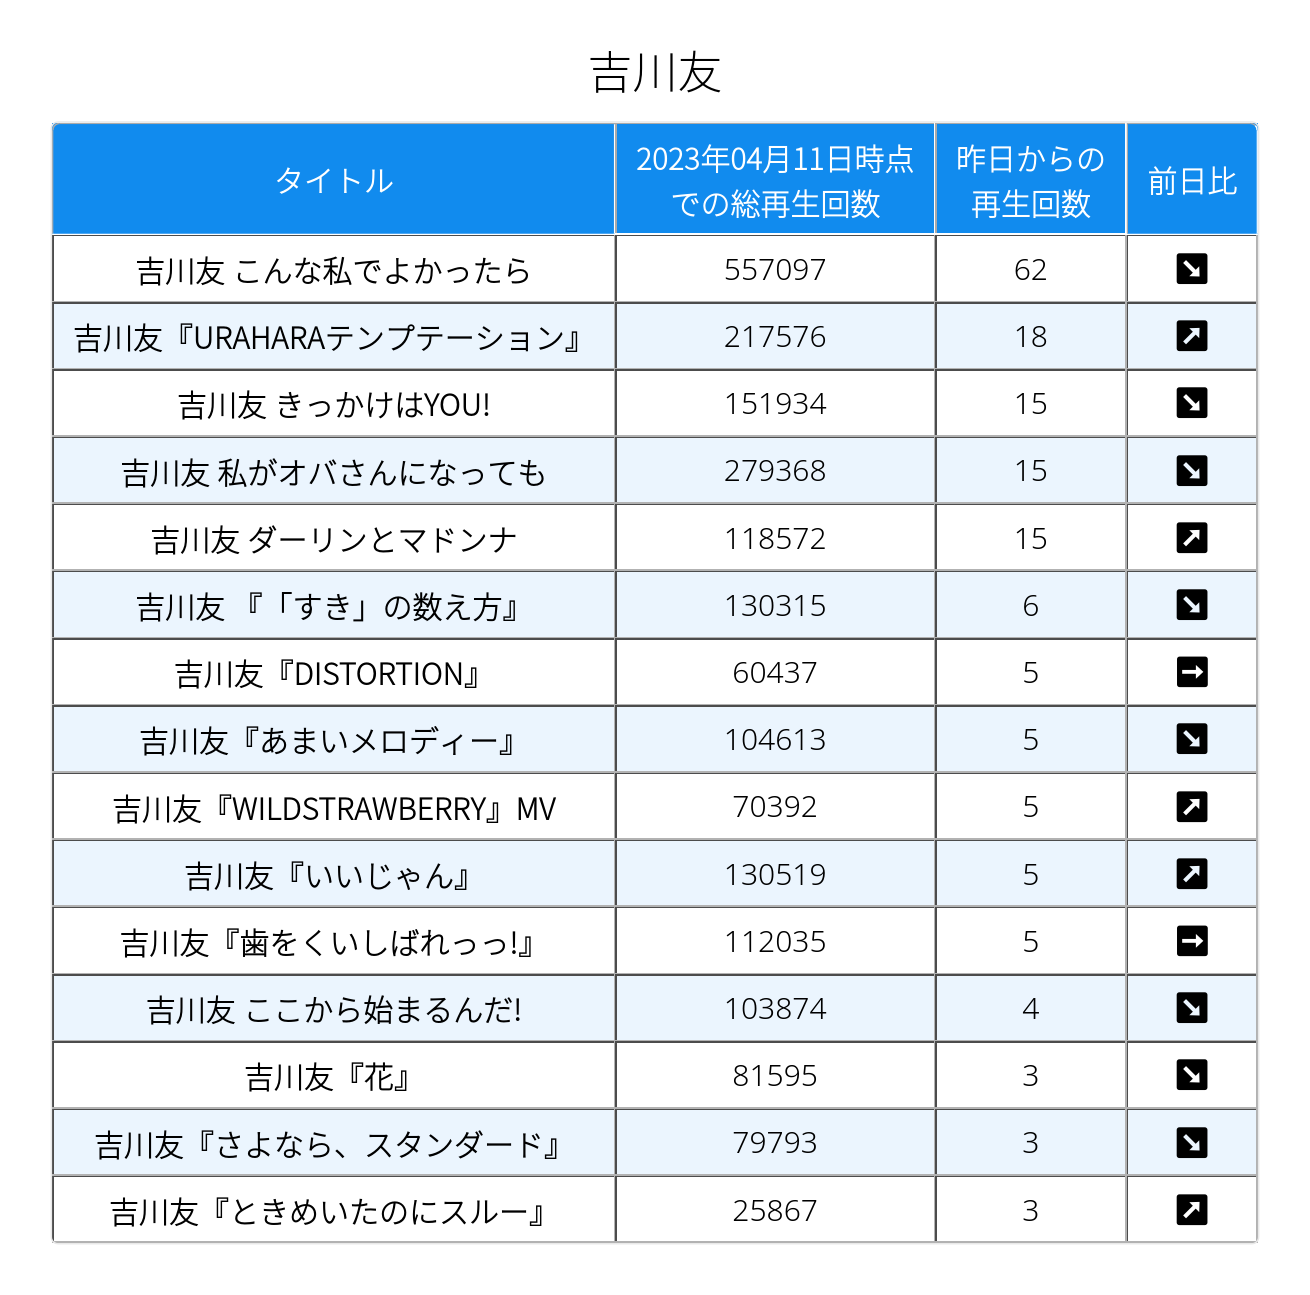 吉川友
タイトル
2023年04月11日時点
での総再生回数
昨日からの
再生回数
前日比
吉川友 こんな私でよかったら 557097 62 ↘
吉川友『URAHARAテンプテーション』 217576 18 ↗
吉川友 きっかけはYOU! 151934 15 ↘
吉川友 私がオバさんになっても 279368 15 ↘
吉川友 ダーリンとマドンナ 118572 15 ↗
吉川友 『「すき」の数え方』 130315 6 ↘
吉川友『DISTORTION』 60437 5 →
吉川友『あまいメロディー』 104613 5 ↘
吉川友『WILDSTRAWBERRY』MV 70392 5 ↗
吉川友『いいじゃん』 130519 5 ↗
吉川友『歯をくいしばれっっ!』 112035 5 →
吉川友 ここから始まるんだ! 103874 4 ↘
吉川友『花』 81595 3 ↘
吉川友『さよなら、スタンダード』 79793 3 ↘
吉川友『ときめいたのにスルー』 25867 3 ↗